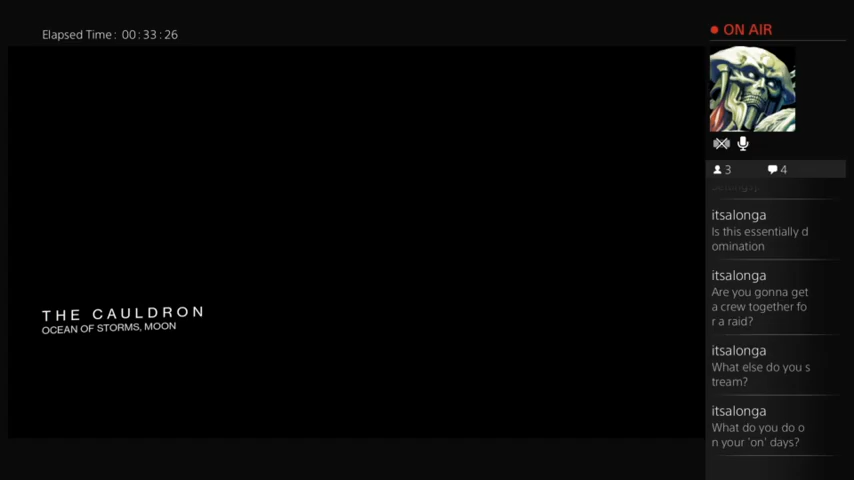 Elapsed Time: 00:33:26
ON AIR
3
4
itsalonga
Is this essentially d
omination
itsalonga
Are you gonna get
a crew together fo
r a raid?
itsalonga
What else do you s
tream?
itsalonga
What do you do o
n your 'on' days?
THE CAULDRON
OCEAN OF STORMS, MOON